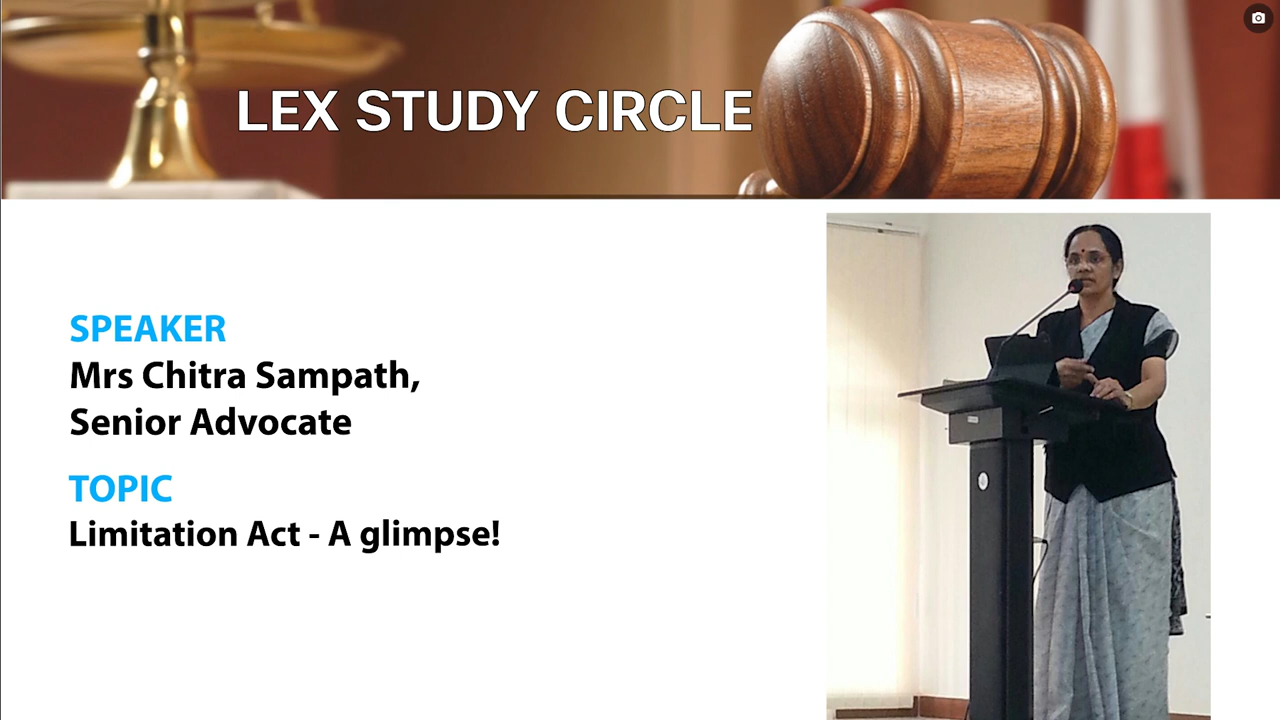 LEX STUDY CIRCLE
SPEAKER
Mrs Chitra Sampath,
Senior Advocate
TOPIC
Limitation Act - A glimpse!